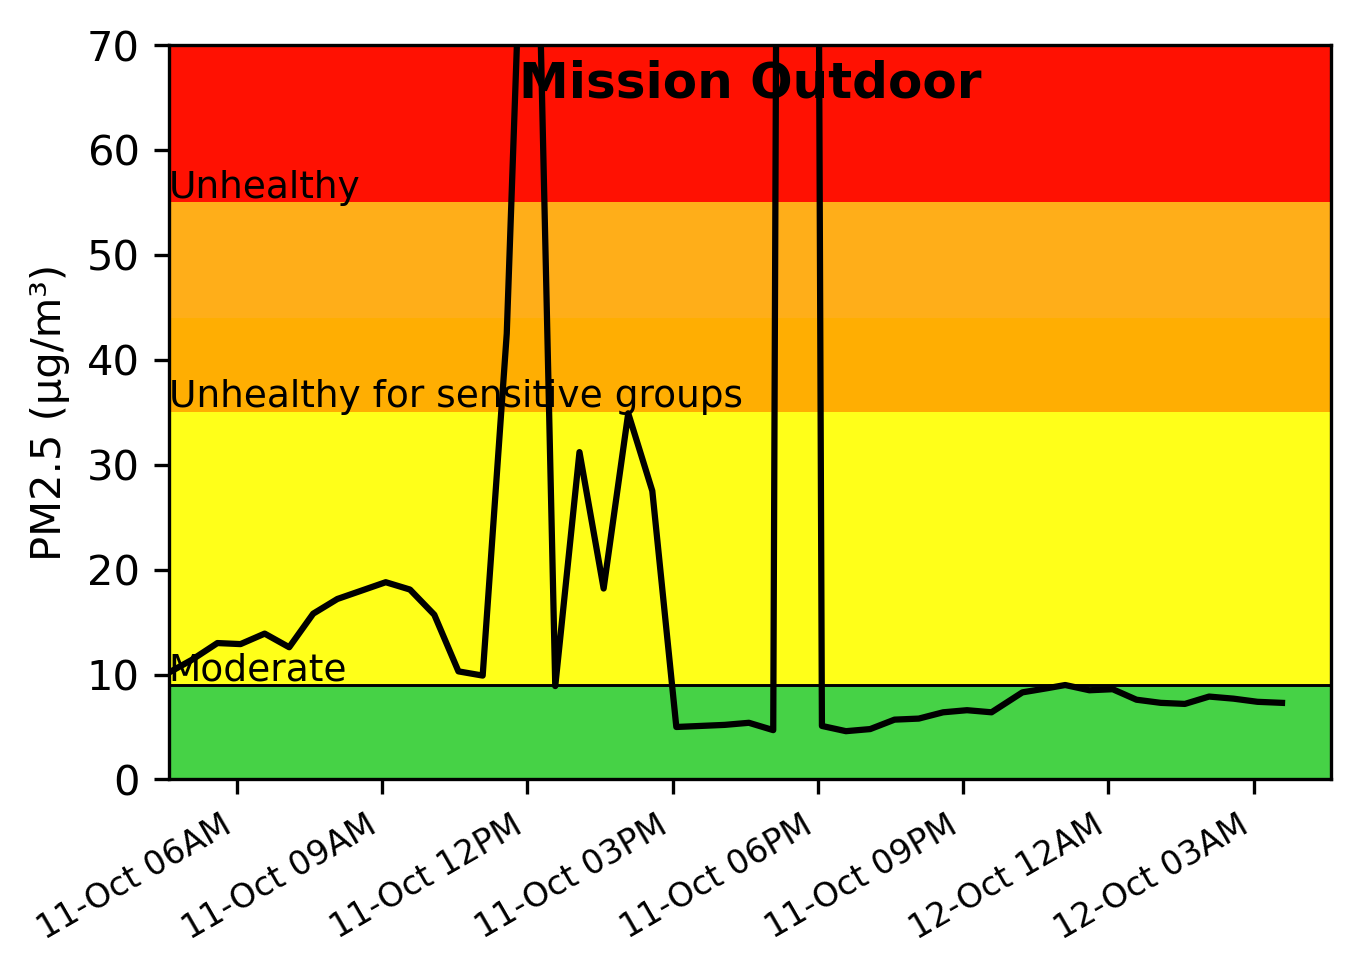 Mission Outdoor
PM2.5 (µg/m³)
70
60
Unhealthy
50
40
Unhealthy for sensitive groups
30
20
Moderate
10
0
11-Oct 06AM
11-Oct 09AM
11-Oct 12PM
11-Oct 03PM
11-Oct 06PM
11-Oct 09PM
12-Oct 12AM
12-Oct 03AM